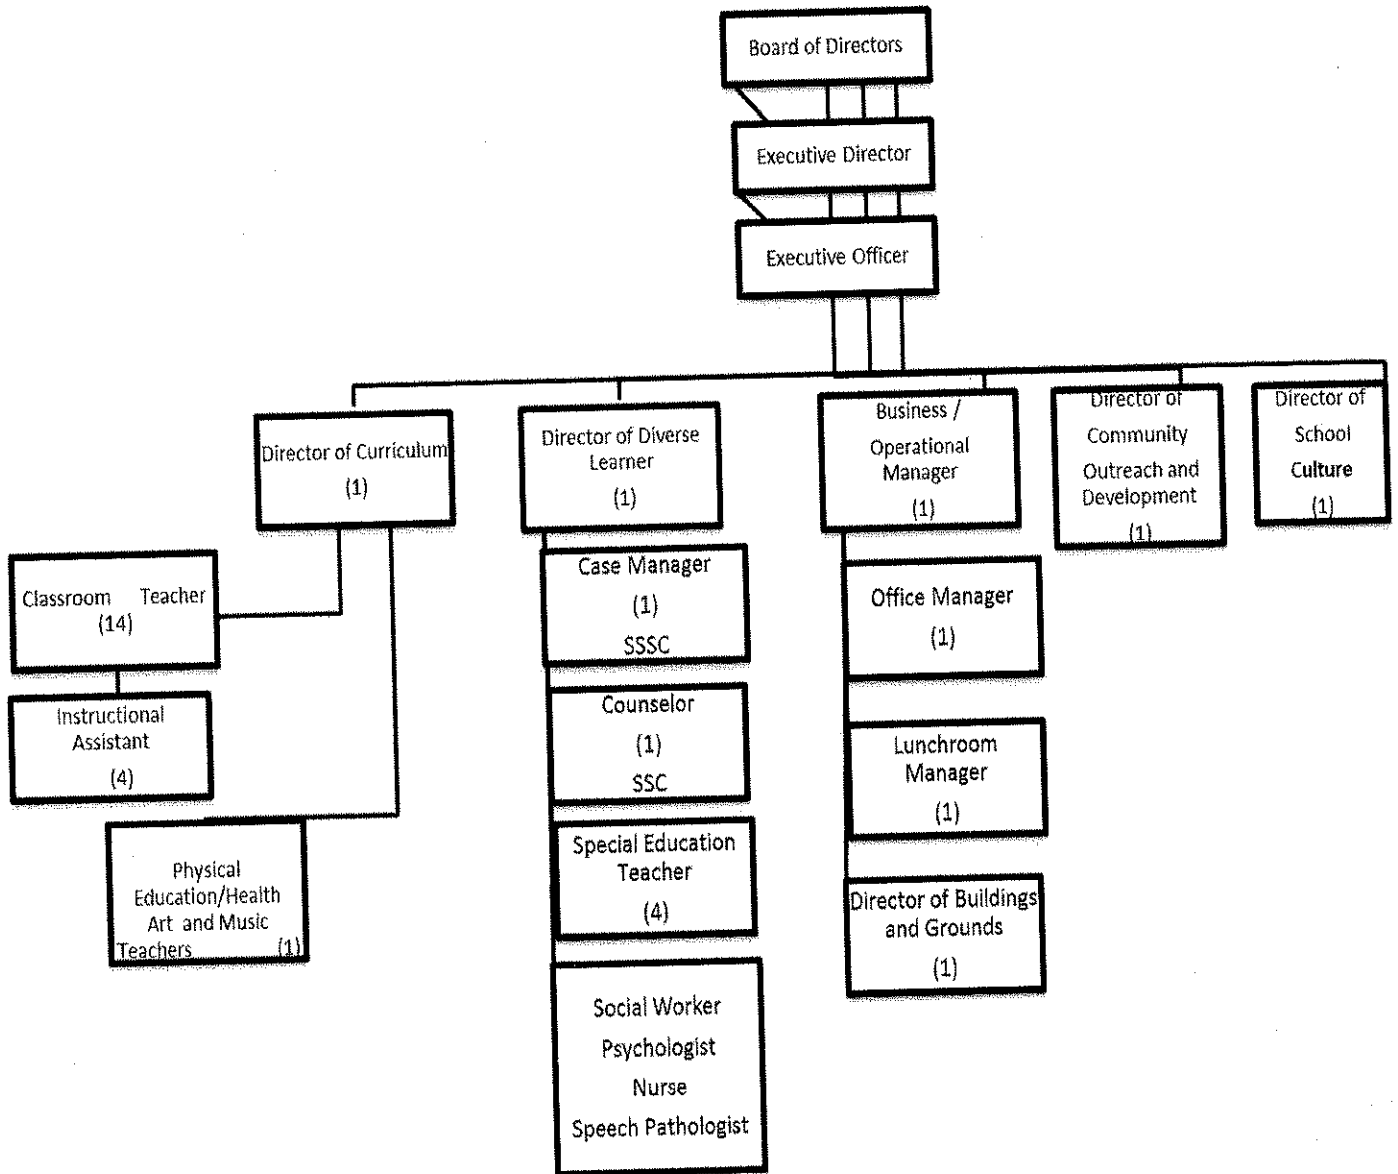 Board of Directors
Executive Director
Executive Officer
Director of Curriculum
(1)
Director of Diverse
Learner
(1)
Business /
Operational
Manager
(1)
Director of
Community
Outreach and
Development
(1)
Director of
School
Culture
(1)
Classroom Teacher
(14)
Instructional
Assistant
(4)
Physical
Education/Health
Art and Music
Teachers (1)
Case Manager
(1)
SSSC
Counselor
(1)
SSC
Special Education
Teacher
(4)
Social Worker
Psychologist
Nurse
Speech Pathologist
Office Manager
(1)
Lunchroom
Manager
(1)
Director of Buildings
and Grounds
(1)